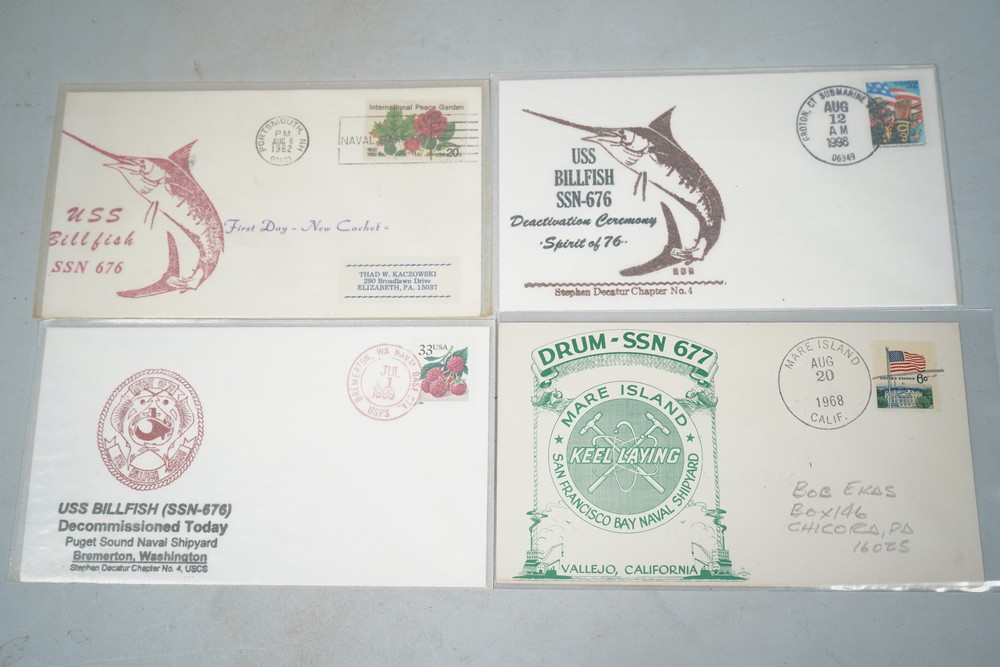 International Peace Garden
PORTSMOUTH, NH
PM
AUG 6
1982
NAVAL
20c
USS
Billfish
SSN 676
First Day - New Cachet -
THAD W. KACZOWSKI
290 Broadlawn Drive
ELIZABETH, PA. 15037
GROTON, CT SUBMARINE
AUG
12
AM
1998
06349
32
USS
BILLFISH
SSN-676
Deactivation Ceremony
"Spirit of 76"
Stephen Decatur Chapter No. 4
BREMERTON, WA NAVAL BASE STA.
JUL
1
1999
USPS
33USA
USS BILLFISH (SSN-676)
Decommissioned Today
Puget Sound Naval Shipyard
Bremerton, Washington
Stephen Decatur Chapter No. 4, USCS
DRUM - SSN 677
MARE ISLAND
KEEL LAYING
SAN FRANCISCO BAY NAVAL SHIPYARD
VALLEJO, CALIFORNIA
MARE ISLAND
AUG
20
1968
CALIF.
6c
BOB EKAS
BOX 146
CHICORA, PA
16025